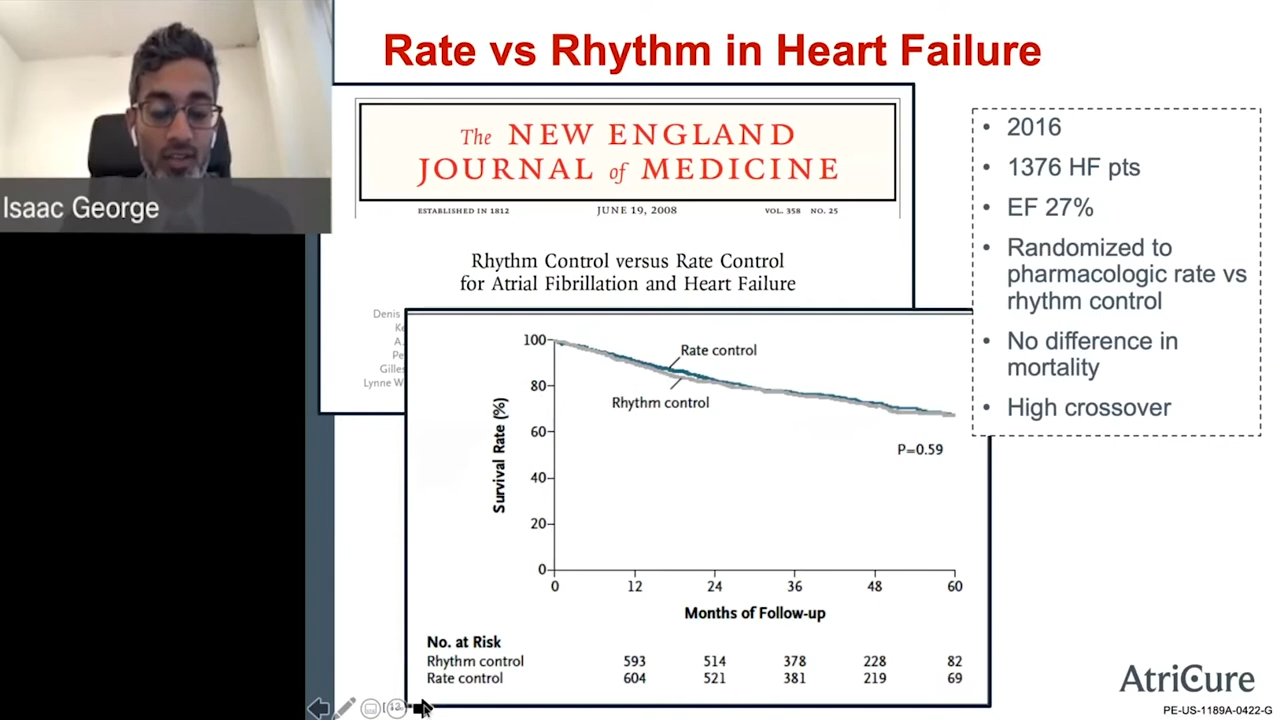 Rate vs Rhythm in Heart Failure
Isaac George
The NEW ENGLAND
JOURNAL of MEDICINE
ESTABLISHED IN 1812
JUNE 19, 2008
VOL. 358 NO. 25
Rhythm Control versus Rate Control
for Atrial Fibrillation and Heart Failure
Denis
Ke
A.
Pe
Gilles
Lynne W
100
80
60
40
20
0
Survival Rate (%)
Rate control
Rhythm control
P=0.59
0 12 24 36 48 60
Months of Follow-up
No. at Risk
Rhythm control 593 514 378 228 82
Rate control 604 521 381 219 69
• 2016
• 1376 HF pts
• EF 27%
• Randomized to
pharmacologic rate vs
rhythm control
• No difference in
mortality
• High crossover
AtriCure
PE-US-1189A-0422-G